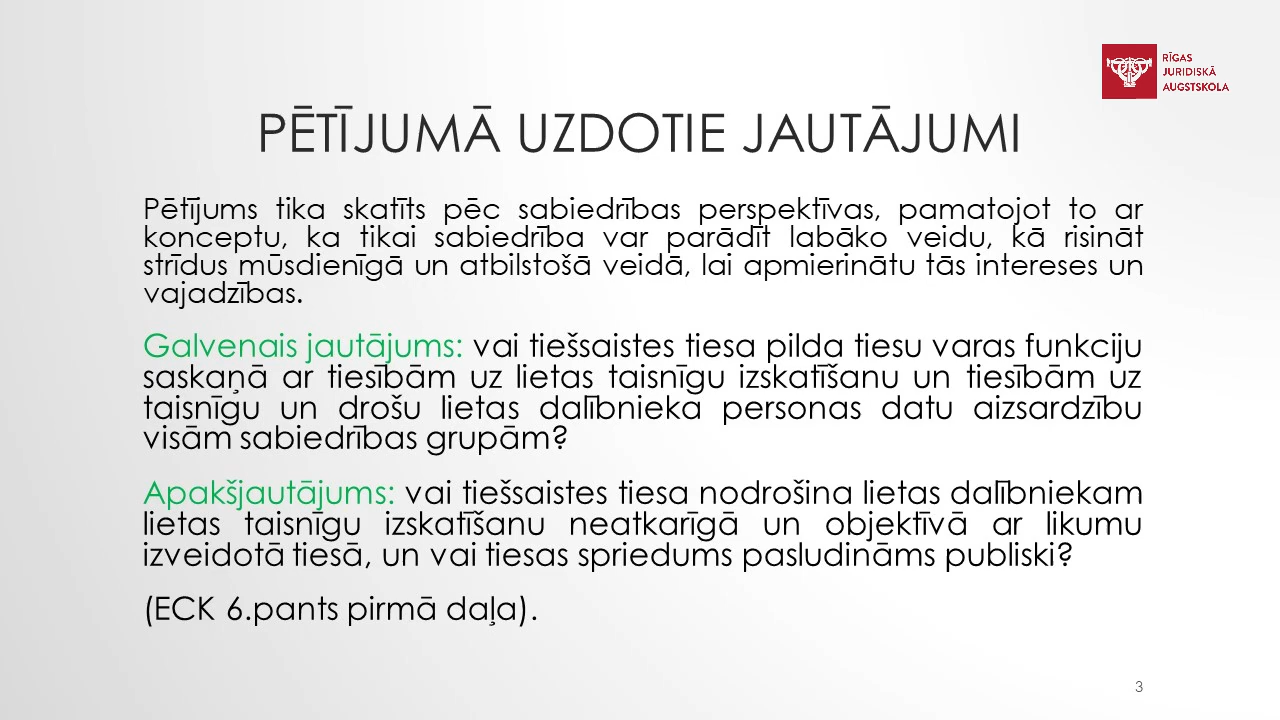 RĪGAS
JURIDISKĀ
AUGSTSKOLA
PĒTĪJUMĀ UZDOTIE JAUTĀJUMI
Pētījums tika skatīts pēc sabiedrības perspektīvas, pamatojot to ar
konceptu, ka tikai sabiedrība var parādīt labāko veidu, kā risināt
strīdus mūsdienīgā un atbilstošā veidā, lai apmierinātu tās intereses un
vajadzības.
Galvenais jautājums: vai tiešsaistes tiesa pilda tiesu varas funkciju
saskaņā ar tiesībām uz lietas taisnīgu izskatīšanu un tiesībām uz
taisnīgu un drošu lietas dalībnieka personas datu aizsardzību
visām sabiedrības grupām?
Apakšjautājums: vai tiešsaistes tiesa nodrošina lietas dalībniekam
lietas taisnīgu izskatīšanu neatkarīgā un objektīvā ar likumu
izveidotā tiesā, un vai tiesas spriedums pasludināms publiski?
(ECK 6.pants pirmā daļa).
3